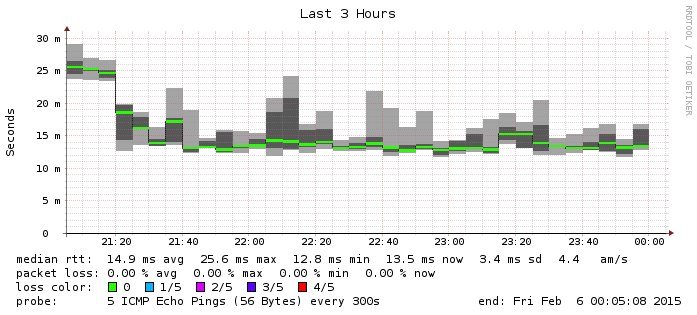 Last 3 Hours
RRDTOOL / TOBI OETIKER
Seconds
30 m
25 m
20 m
15 m
10 m
5 m
0
21:20 21:40 22:00 22:20 22:40 23:00 23:20 23:40 00:00
median rtt: 14.9 ms avg 25.6 ms max 12.8 ms min 13.5 ms now 3.4 ms sd 4.4 am/s
packet loss: 0.00 % avg 0.00 % max 0.00 % min 0.00 % now
loss color: 0 1/5 2/5 3/5 4/5
probe: 5 ICMP Echo Pings (56 Bytes) every 300s end: Fri Feb 6 00:05:08 2015